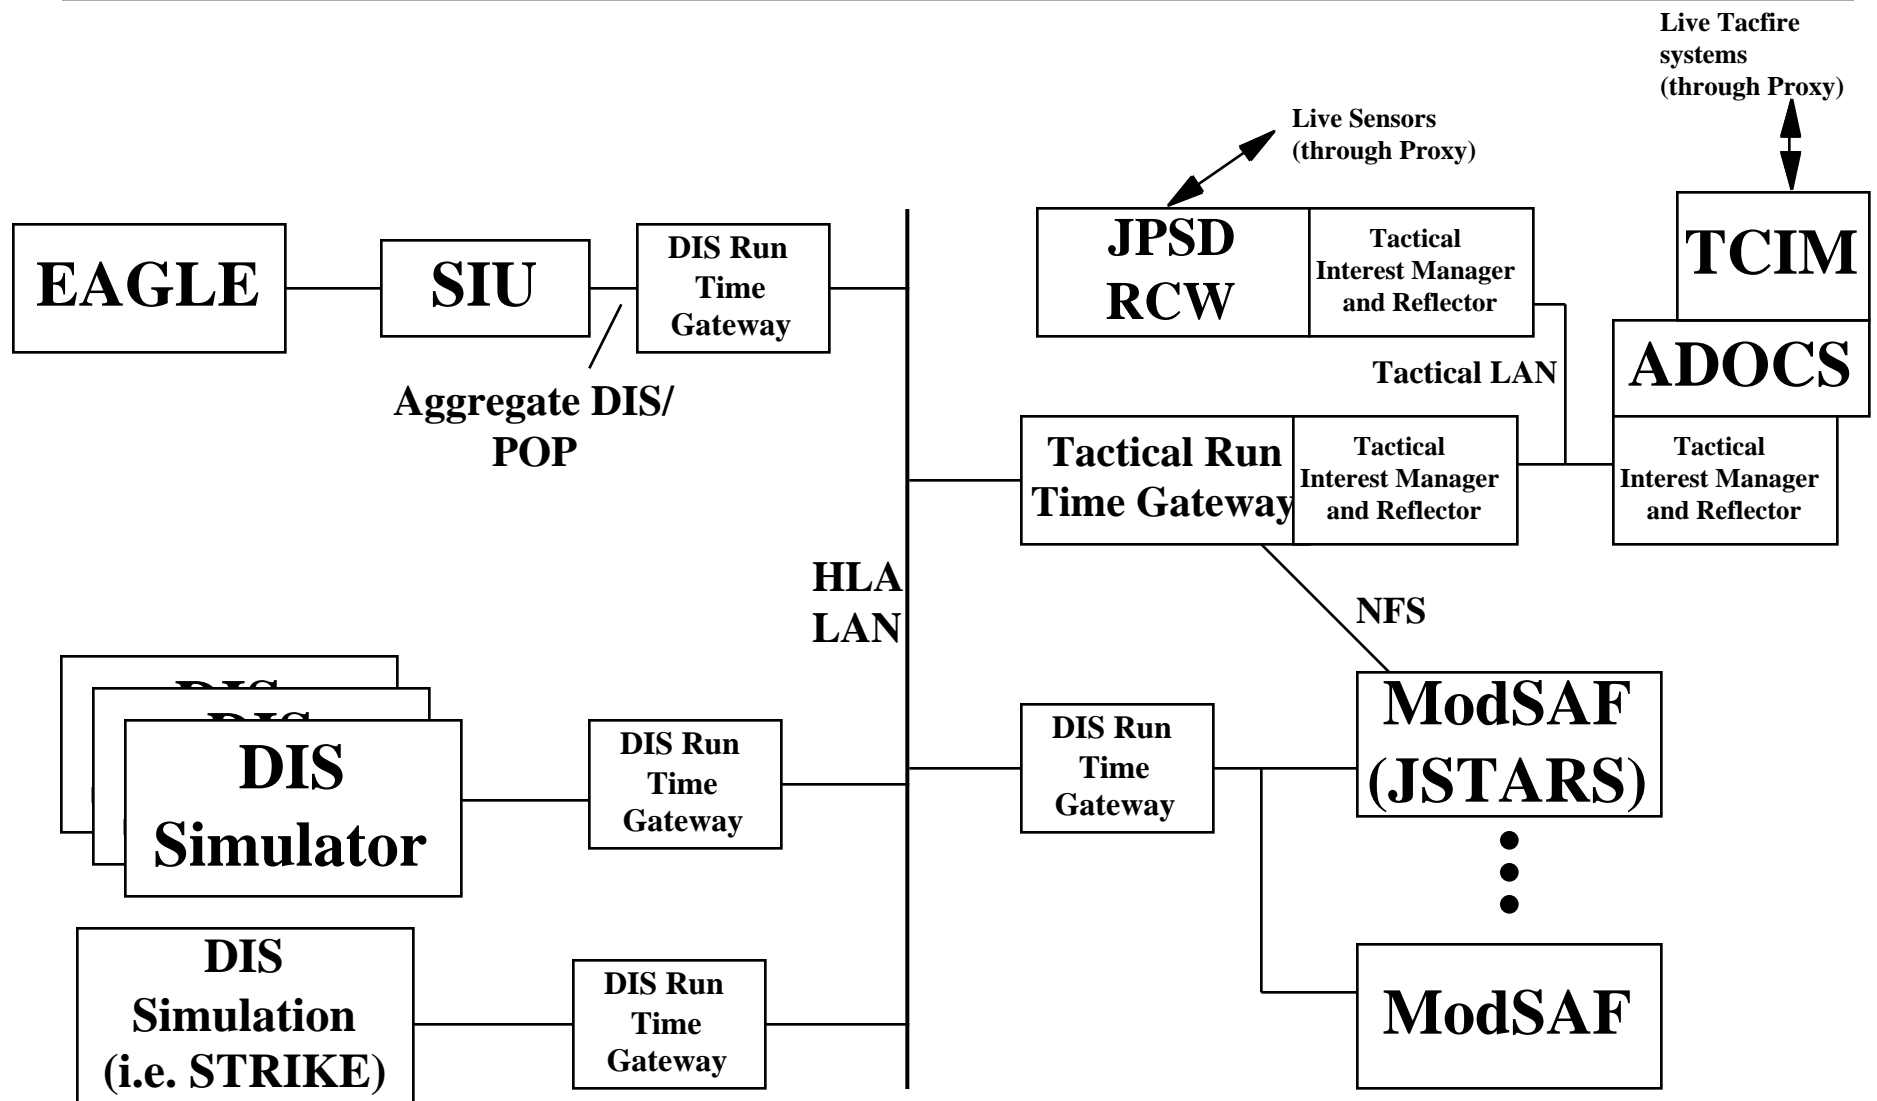 Live Tacfire
systems
(through Proxy)
Live Sensors
(through Proxy)
EAGLE
SIU
DIS Run
Time
Gateway
Aggregate DIS/
POP
JPSD
RCW
Tactical
Interest Manager
and Reflector
TCIM
ADOCS
Tactical LAN
Tactical Run
Time Gateway
Tactical
Interest Manager
and Reflector
Tactical
Interest Manager
and Reflector
HLA
LAN
NFS
DIS
DIS
DIS
Simulator
DIS Run
Time
Gateway
DIS Run
Time
Gateway
ModSAF
(JSTARS)
DIS
Simulation
(i.e. STRIKE)
DIS Run
Time
Gateway
ModSAF